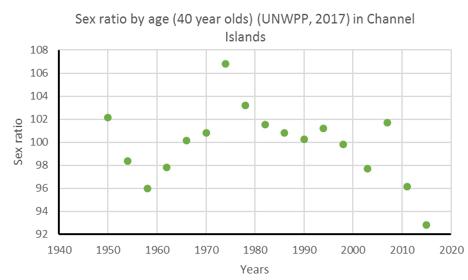 Sex ratio by age (40 year olds) (UNWPP, 2017) in Channel
Islands
108
106
104
102
100
98
96
94
92
Sex ratio
1940 1950 1960 1970 1980 1990 2000 2010 2020
Years